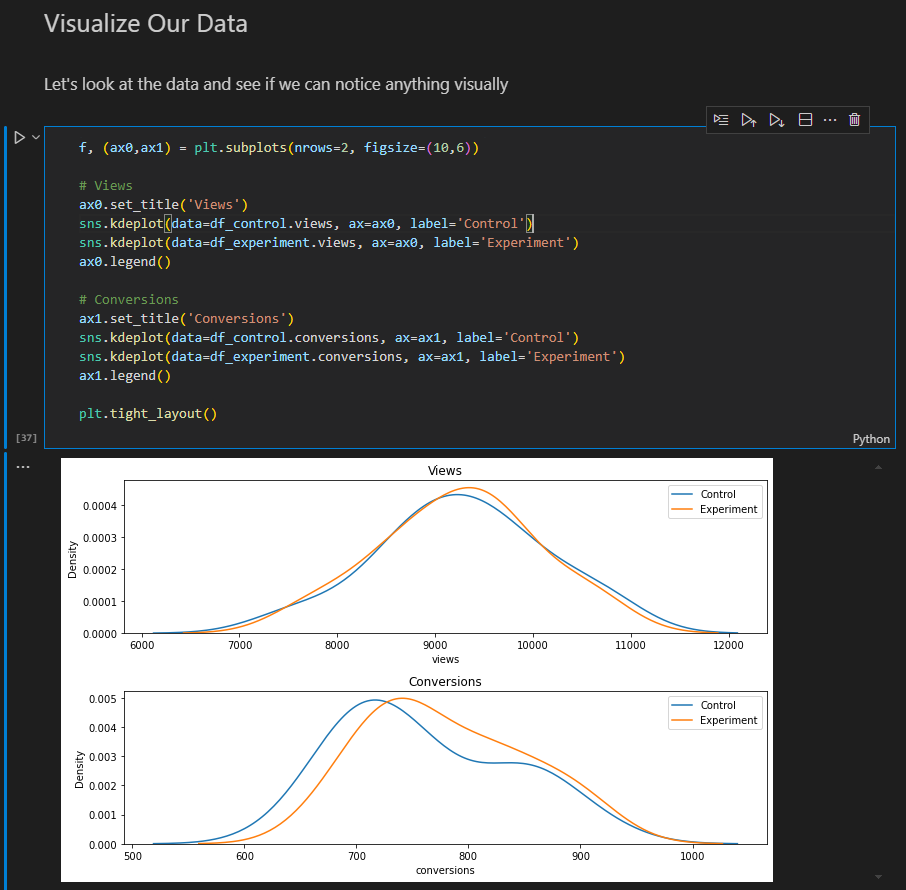 Visualize Our Data
Let's look at the data and see if we can notice anything visually
f, (ax0,ax1) = plt.subplots(nrows=2, figsize=(10,6))
# Views
ax0.set_title('Views')
sns.kdeplot(data=df_control.views, ax=ax0, label='Control')
sns.kdeplot(data=df_experiment.views, ax=ax0, label='Experiment')
ax0.legend()
# Conversions
ax1.set_title('Conversions')
sns.kdeplot(data=df_control.conversions, ax=ax1, label='Control')
sns.kdeplot(data=df_experiment.conversions, ax=ax1, label='Experiment')
ax1.legend()
plt.tight_layout()
[37]
Python
Views
Control
Experiment
Density
0.0004
0.0003
0.0002
0.0001
0.0000
6000 7000 8000 9000 10000 11000 12000
views
Conversions
Control
Experiment
Density
0.005
0.004
0.003
0.002
0.001
0.000
500 600 700 800 900 1000
conversions